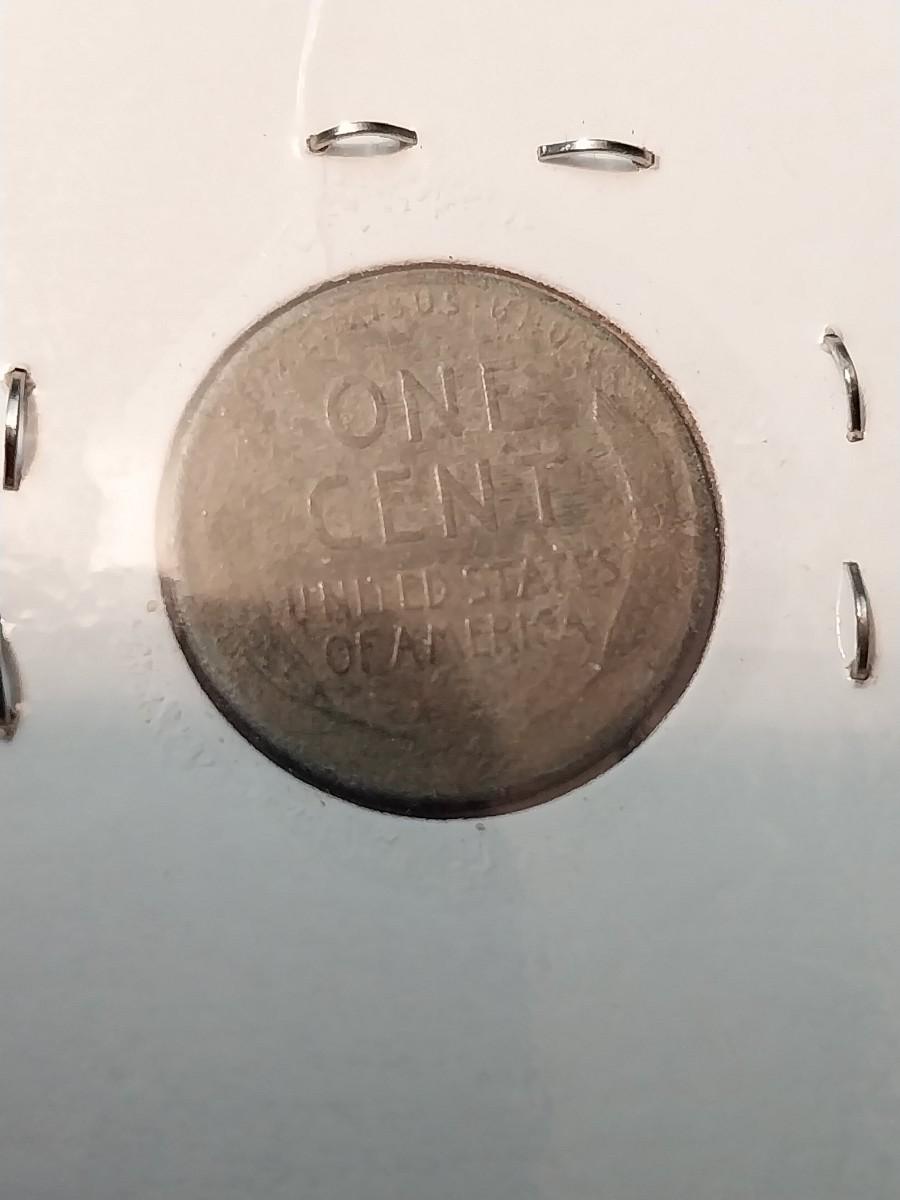 ONE
CENT
UNITED STATES
OF AMERICA